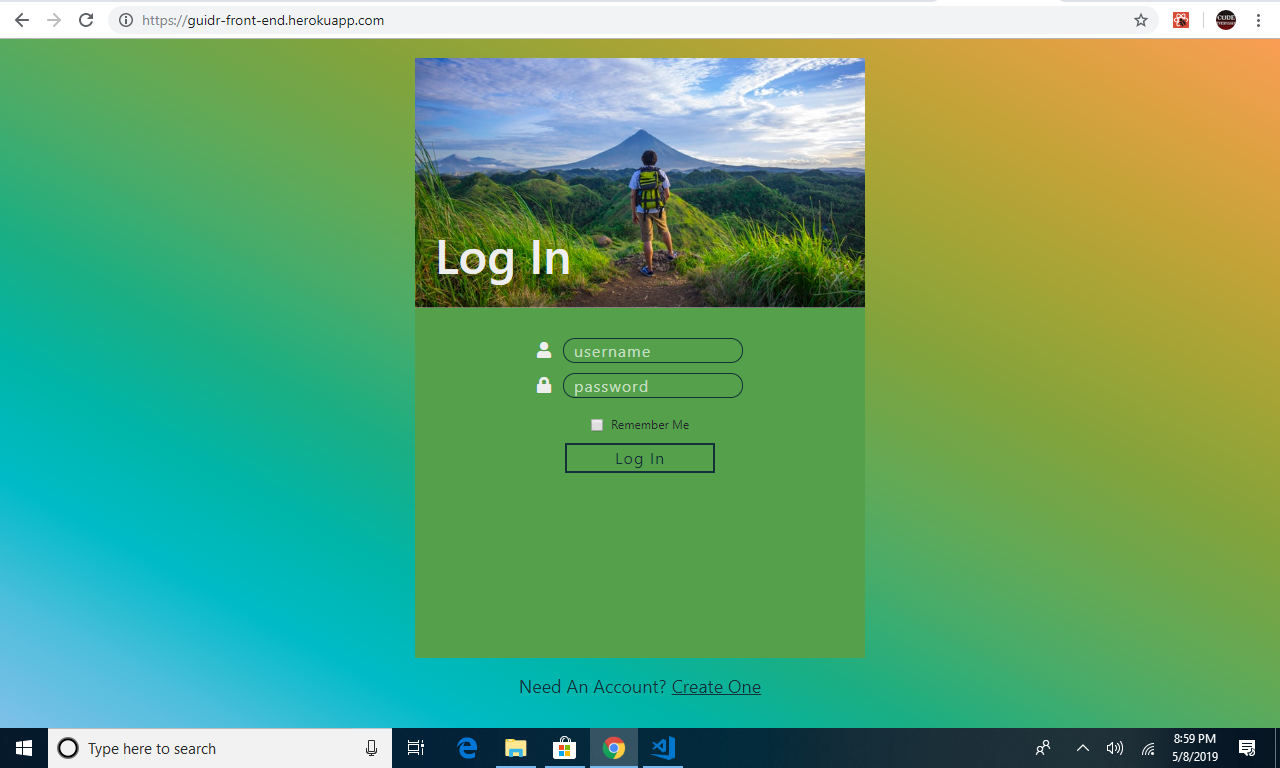 https://guidr-front-end.herokuapp.com
Log In
username
password
Remember Me
Log In
Need An Account? Create One
Type here to search
8:59 PM
5/8/2019